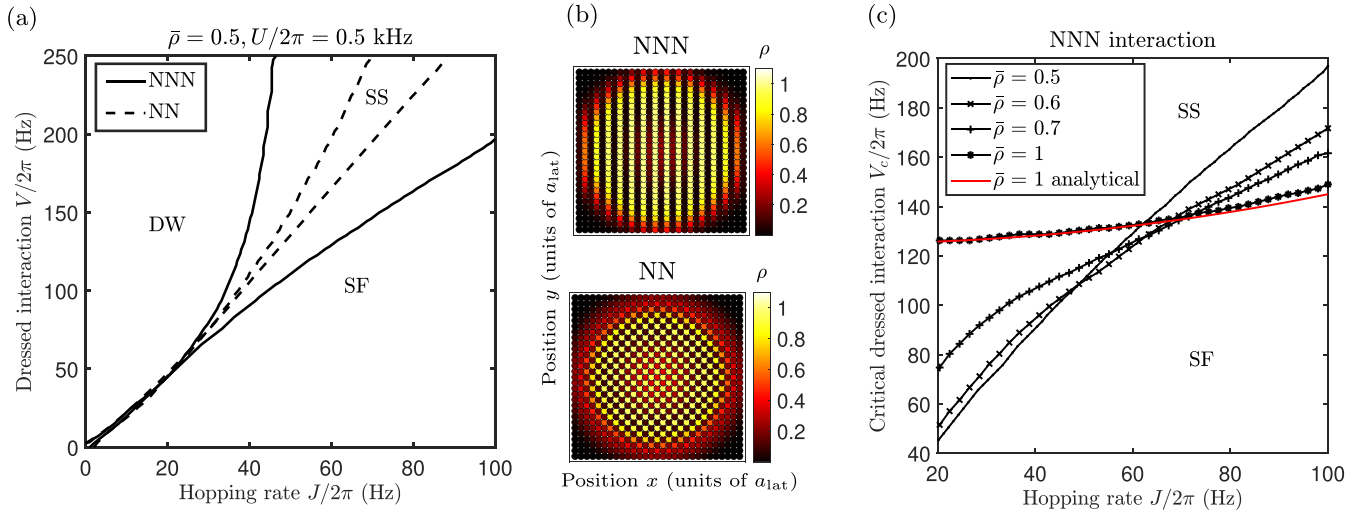 (a)
ρ̄ = 0.5, U/2π = 0.5 kHz
250
200
150
100
50
0
0 20 40 60 80 100
Dressed interaction V/2π (Hz)
Hopping rate J/2π (Hz)
NNN
NN
SS
DW
SF
(b)
NNN
ρ
1
0.8
0.6
0.4
0.2
NN
ρ
1
0.8
0.6
0.4
0.2
Position y (units of a_lat)
Position x (units of a_lat)
(c)
NNN interaction
200
180
160
140
120
100
80
60
40
20 40 60 80 100
Critical dressed interaction V_c/2π (Hz)
Hopping rate J/2π (Hz)
ρ̄ = 0.5
ρ̄ = 0.6
ρ̄ = 0.7
ρ̄ = 1
ρ̄ = 1 analytical
SS
SF